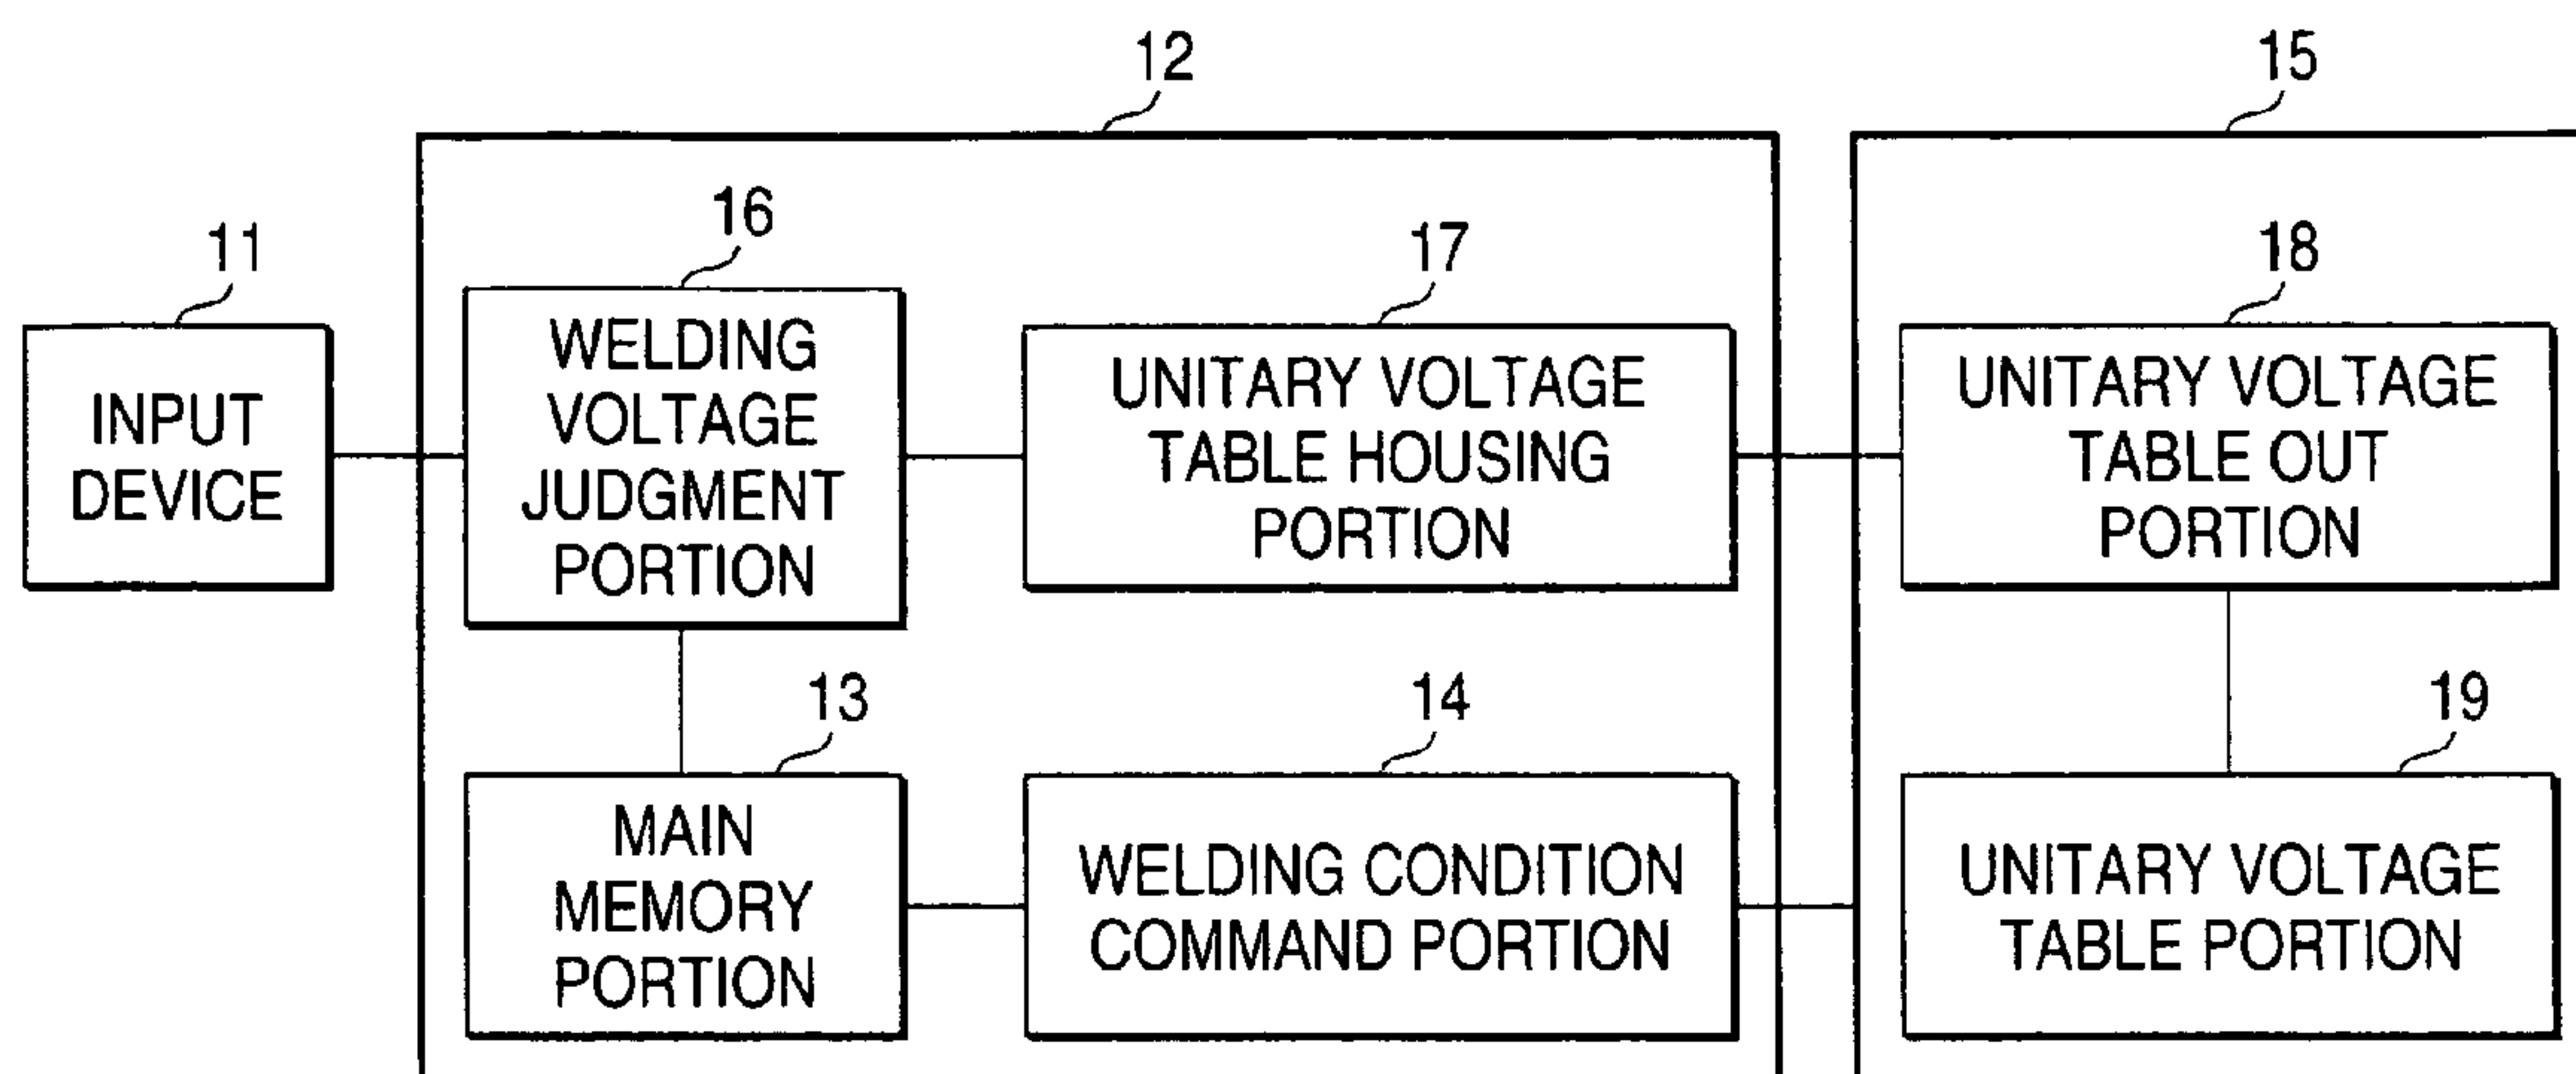 12
15
16
11
17
18
WELDING
VOLTAGE
JUDGMENT
PORTION
INPUT
DEVICE
UNITARY VOLTAGE
TABLE HOUSING
PORTION
UNITARY VOLTAGE
TABLE OUT
PORTION
13
14
19
MAIN
MEMORY
PORTION
WELDING CONDITION
COMMAND PORTION
UNITARY VOLTAGE
TABLE PORTION